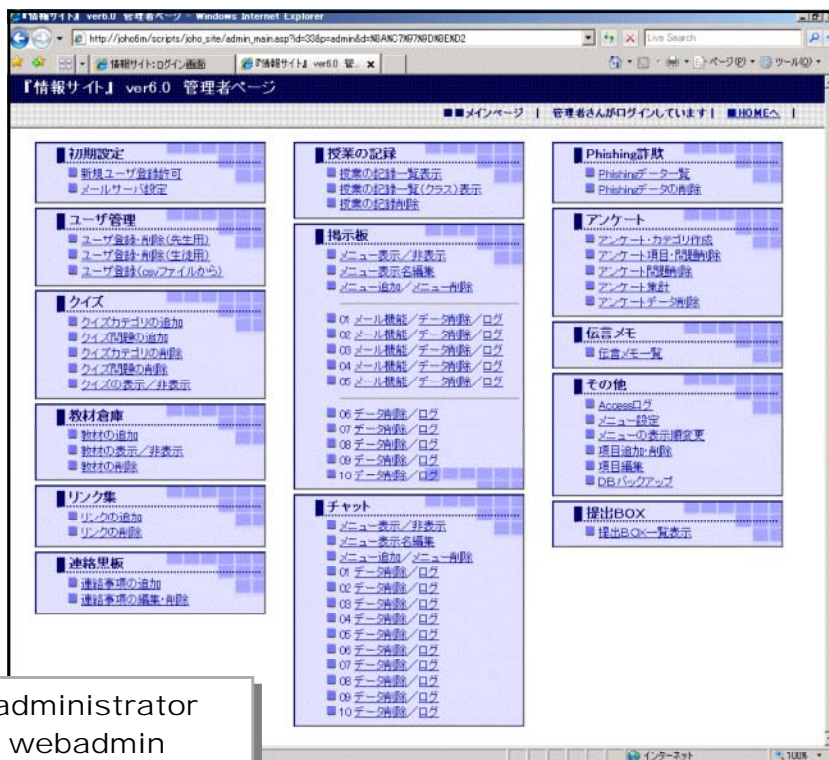 『情報サイト』 ver6.0 管理者ページ - Windows Internet Explorer
http://joho6m/scripts/joho_site/admin_main.asp?id=33&p=admin&d=%8A%C7%97%9D%8E%D2
Live Search
情報サイト:ログイン画面
『情報サイト』 ver6.0 管...
ページ(P)
ツール(O)
『情報サイト』 ver6.0 管理者ページ
■■メインページ | 管理者さんがログインしています | ■HOMEへ |
初期設定
新規ユーザ登録許可
メールサーバ設定
ユーザ管理
ユーザ登録・削除(先生用)
ユーザ登録・削除(生徒用)
ユーザ登録(csvファイルから)
クイズ
クイズカテゴリの追加
クイズ問題の追加
クイズカテゴリの削除
クイズ問題の削除
クイズの表示/非表示
教材倉庫
教材の追加
教材の表示/非表示
教材の削除
リンク集
リンクの追加
リンクの削除
連絡黒板
連絡事項の追加
連絡事項の編集・削除
授業の記録
授業の記録一覧表示
授業の記録一覧(クラス)表示
授業の記録削除
掲示板
メニュー表示/非表示
メニュー表示名編集
メニュー追加/メニュー削除
01 メール機能/データ削除/ログ
02 メール機能/データ削除/ログ
03 メール機能/データ削除/ログ
04 メール機能/データ削除/ログ
05 メール機能/データ削除/ログ
06 データ削除/ログ
07 データ削除/ログ
08 データ削除/ログ
09 データ削除/ログ
10 データ削除/ログ
チャット
メニュー表示/非表示
メニュー表示名編集
メニュー追加/メニュー削除
01 データ削除/ログ
02 データ削除/ログ
03 データ削除/ログ
04 データ削除/ログ
05 データ削除/ログ
06 データ削除/ログ
07 データ削除/ログ
08 データ削除/ログ
09 データ削除/ログ
10 データ削除/ログ
Phishing詐欺
Phishingデータ一覧
Phishingデータの削除
アンケート
アンケート・カテゴリ作成
アンケート項目・問題削除
アンケート問題削除
アンケート集計
アンケートデータ削除
伝言メモ
伝言メモ一覧
その他
Accessログ
メニュー設定
メニューの表示順変更
項目追加・削除
項目編集
DBバックアップ
提出BOX
提出BOX一覧表示
administrator
webadmin
インターネット
100%